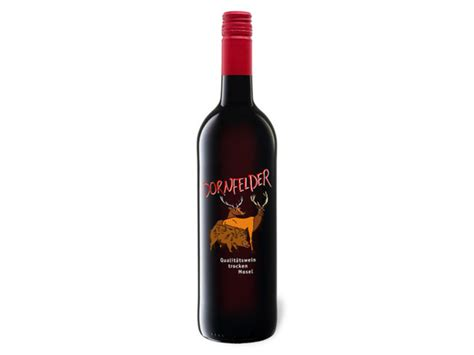 DORNFELDER
Qualitätswein
trocken
Mosel